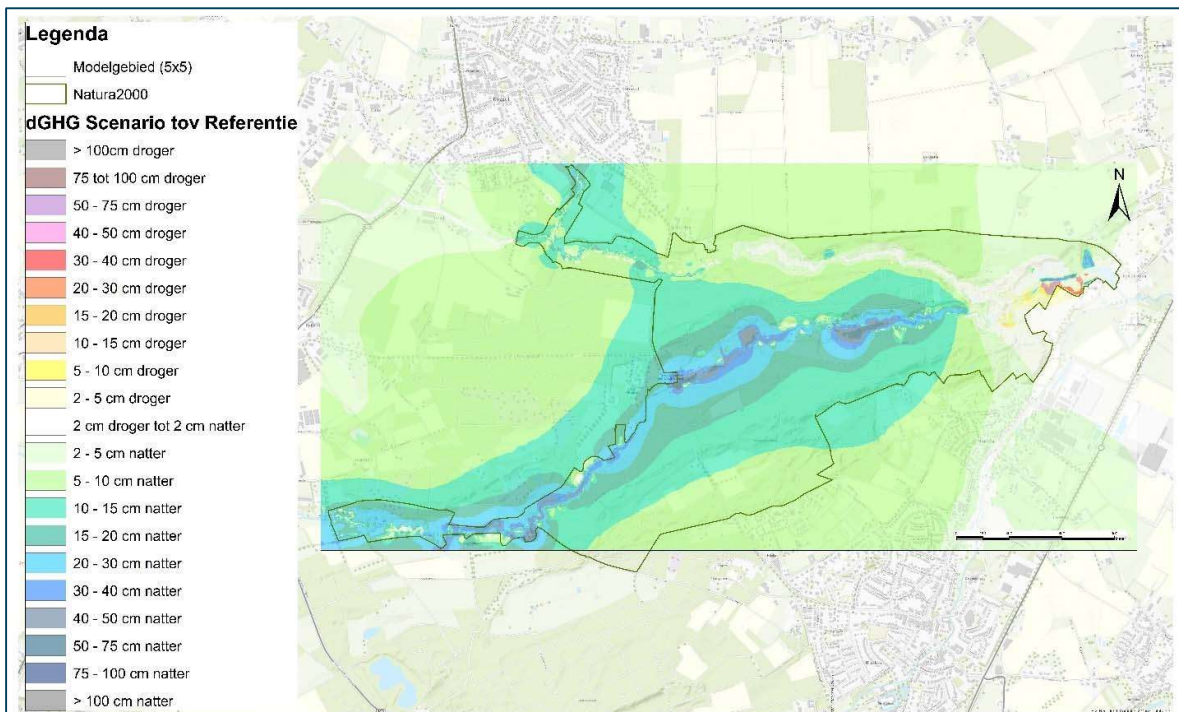 Legenda
Modelgebied (5x5)
Natura2000
dGHG Scenario tov Referentie
> 100cm droger
75 tot 100 cm droger
50 - 75 cm droger
40 - 50 cm droger
30 - 40 cm droger
20 - 30 cm droger
15 - 20 cm droger
10 - 15 cm droger
5 - 10 cm droger
2 - 5 cm droger
2 cm droger tot 2 cm natter
2 - 5 cm natter
5 - 10 cm natter
10 - 15 cm natter
15 - 20 cm natter
20 - 30 cm natter
30 - 40 cm natter
40 - 50 cm natter
50 - 75 cm natter
75 - 100 cm natter
> 100 cm natter
N